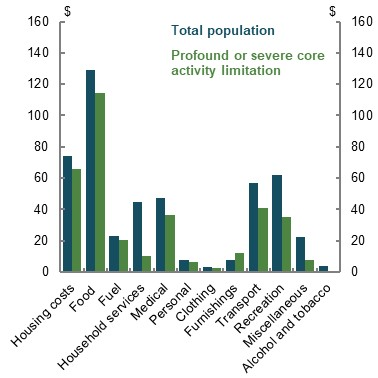 $
$
160
160
Total population
140
140
Profound or severe core
activity limitation
120
120
100
100
80
80
60
60
40
40
20
20
0
0
Housing costs
Food
Fuel
Household services
Medical
Personal
Clothing
Furnishings
Transport
Recreation
Miscellaneous
Alcohol and tobacco